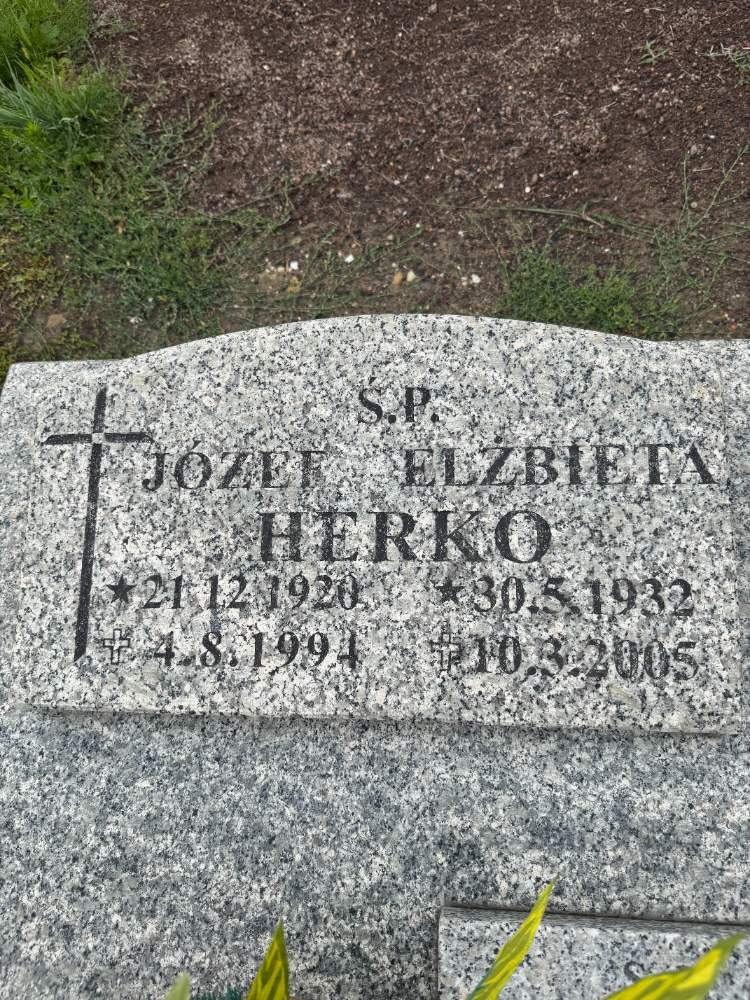 Ś.P.
JÓZEF ELŻBIETA
HERKO
★21.12.1920 ★30.5.1932
✝ 4.8.1994 ✝10.3.2005